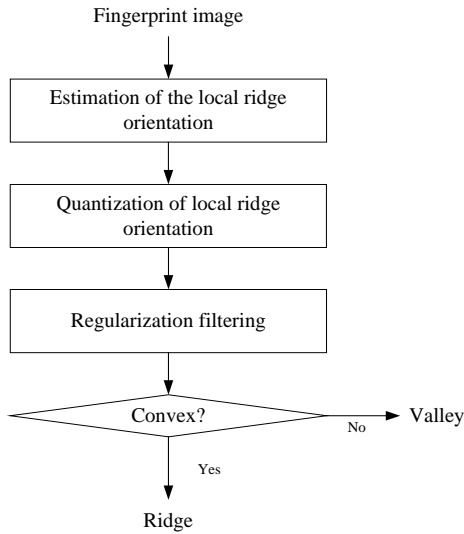 Fingerprint image
Estimation of the local ridge
orientation
Quantization of local ridge
orientation
Regularization filtering
Convex?
No
Valley
Yes
Ridge